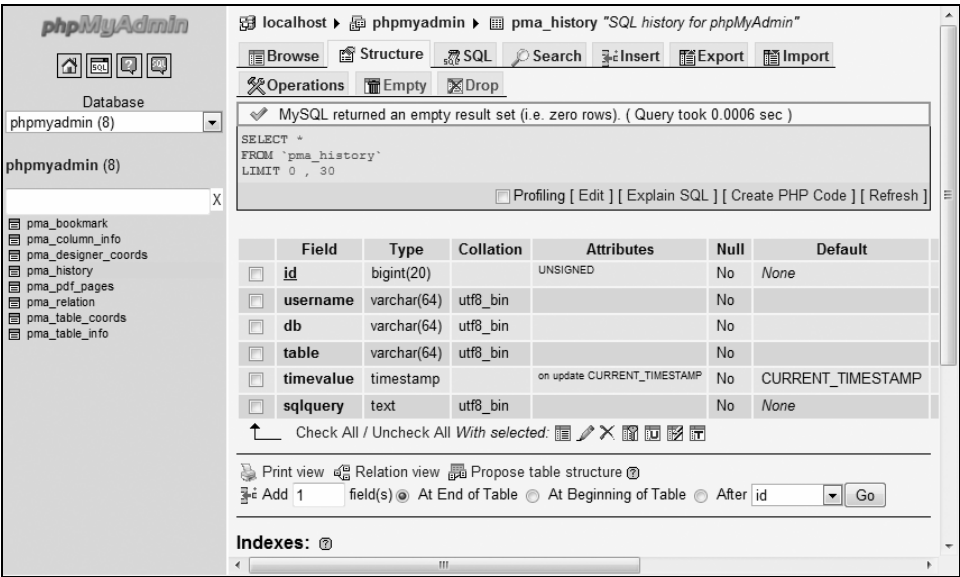 phpMyAdmin
SQL
SQL
Database
phpmyadmin (8)
phpmyadmin (8)
X
pma_bookmark
pma_column_info
pma_designer_coords
pma_history
pma_pdf_pages
pma_relation
pma_table_coords
pma_table_info
localhost phpmyadmin pma_history "SQL history for phpMyAdmin"
Browse Structure SQL Search Insert Export Import
Operations Empty Drop
MySQL returned an empty result set (i.e. zero rows). ( Query took 0.0006 sec )
SELECT *
FROM `pma_history`
LIMIT 0 , 30
Profiling [ Edit ] [ Explain SQL ] [ Create PHP Code ] [ Refresh ]
Field Type Collation Attributes Null Default
id bigint(20) UNSIGNED No None
username varchar(64) utf8_bin No
db varchar(64) utf8_bin No
table varchar(64) utf8_bin No
timevalue timestamp on update CURRENT_TIMESTAMP No CURRENT_TIMESTAMP
sqlquery text utf8_bin No None
Check All / Uncheck All With selected:
Print view Relation view Propose table structure
Add 1 field(s) At End of Table At Beginning of Table After id Go
Indexes: